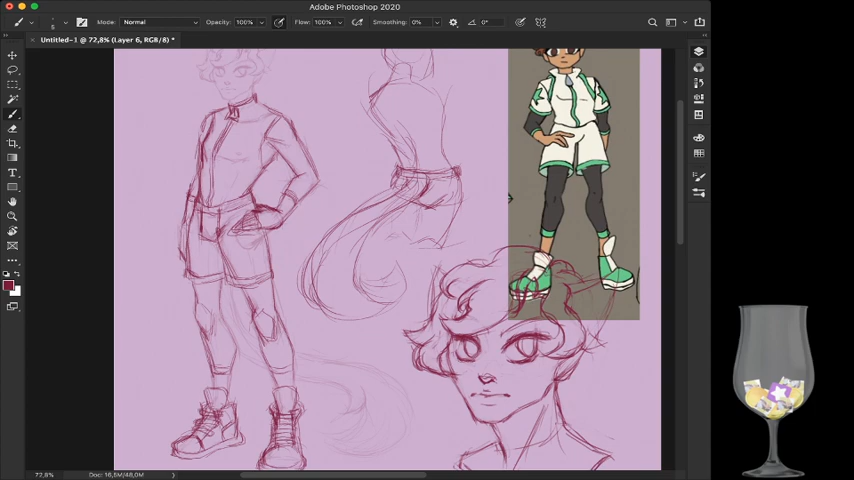 Adobe Photoshop 2020
Mode: Normal Opacity: 100% Flow: 100% Smoothing: 0% 0°
Untitled-1 @ 72,8% (Layer 6, RGB/8) *
72,8% Doc: 16,5M/48,0M